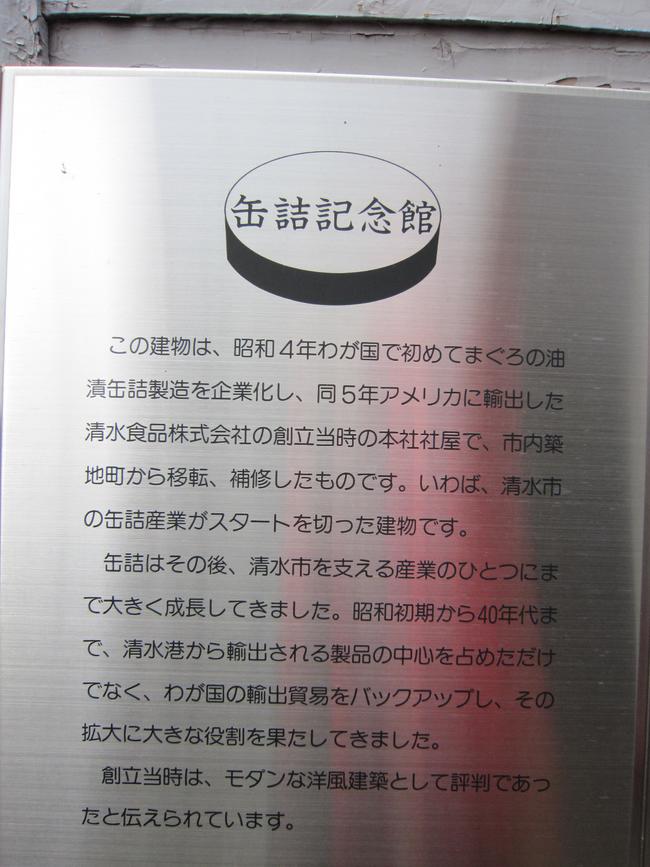 缶詰記念館
この建物は、昭和4年わが国で初めてまぐろの油
漬缶詰製造を企業化し、同5年アメリカに輸出した
清水食品株式会社の創立当時の本社社屋で、市内築
地町から移転、補修したものです。いわば、清水市
の缶詰産業がスタートを切った建物です。
缶詰はその後、清水市を支える産業のひとつにま
で大きく成長してきました。昭和初期から40年代ま
で、清水港から輸出される製品の中心を占めただけ
でなく、わが国の輸出貿易をバックアップし、その
拡大に大きな役割を果たしてきました。
創立当時は、モダンな洋風建築として評判であっ
たと伝えられています。